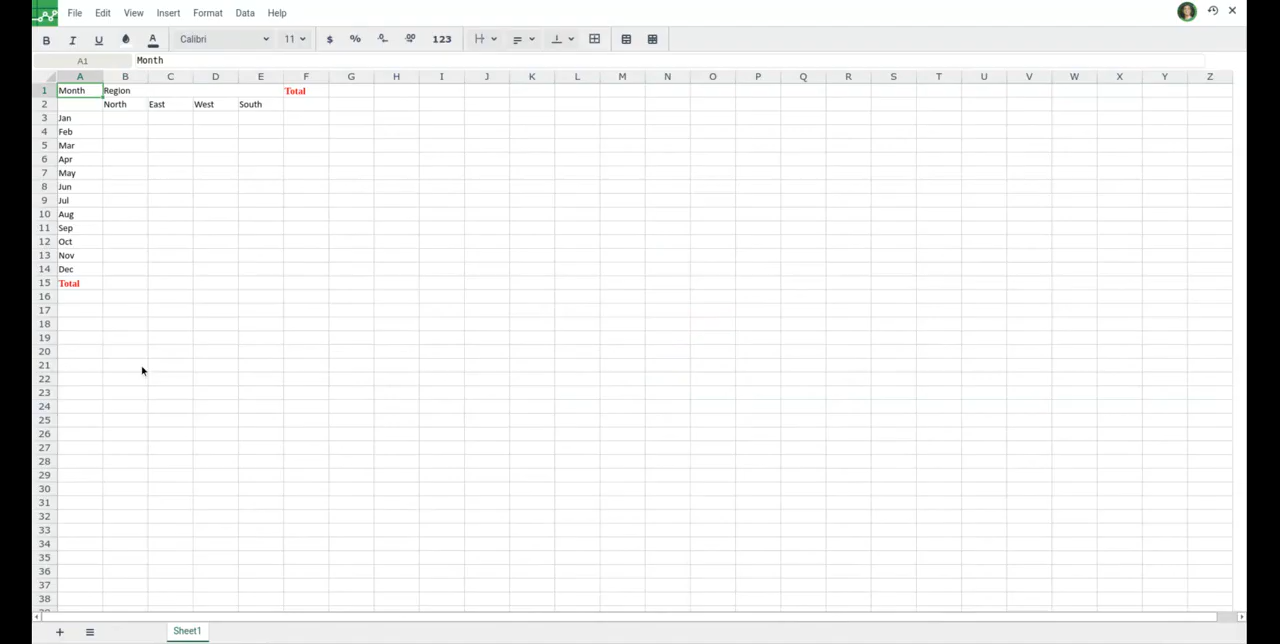 File Edit View Insert Format Data Help
B I U A Calibri 11 $ % .0 .00 123
A1 Month
A B C D E F G H I J K L M N O P Q R S T U V W X Y Z
1 Month Region Total
2 North East West South
3 Jan
4 Feb
5 Mar
6 Apr
7 May
8 Jun
9 Jul
10 Aug
11 Sep
12 Oct
13 Nov
14 Dec
15 Total
16
17
18
19
20
21
22
23
24
25
26
27
28
29
30
31
32
33
34
35
36
37
38
Sheet1